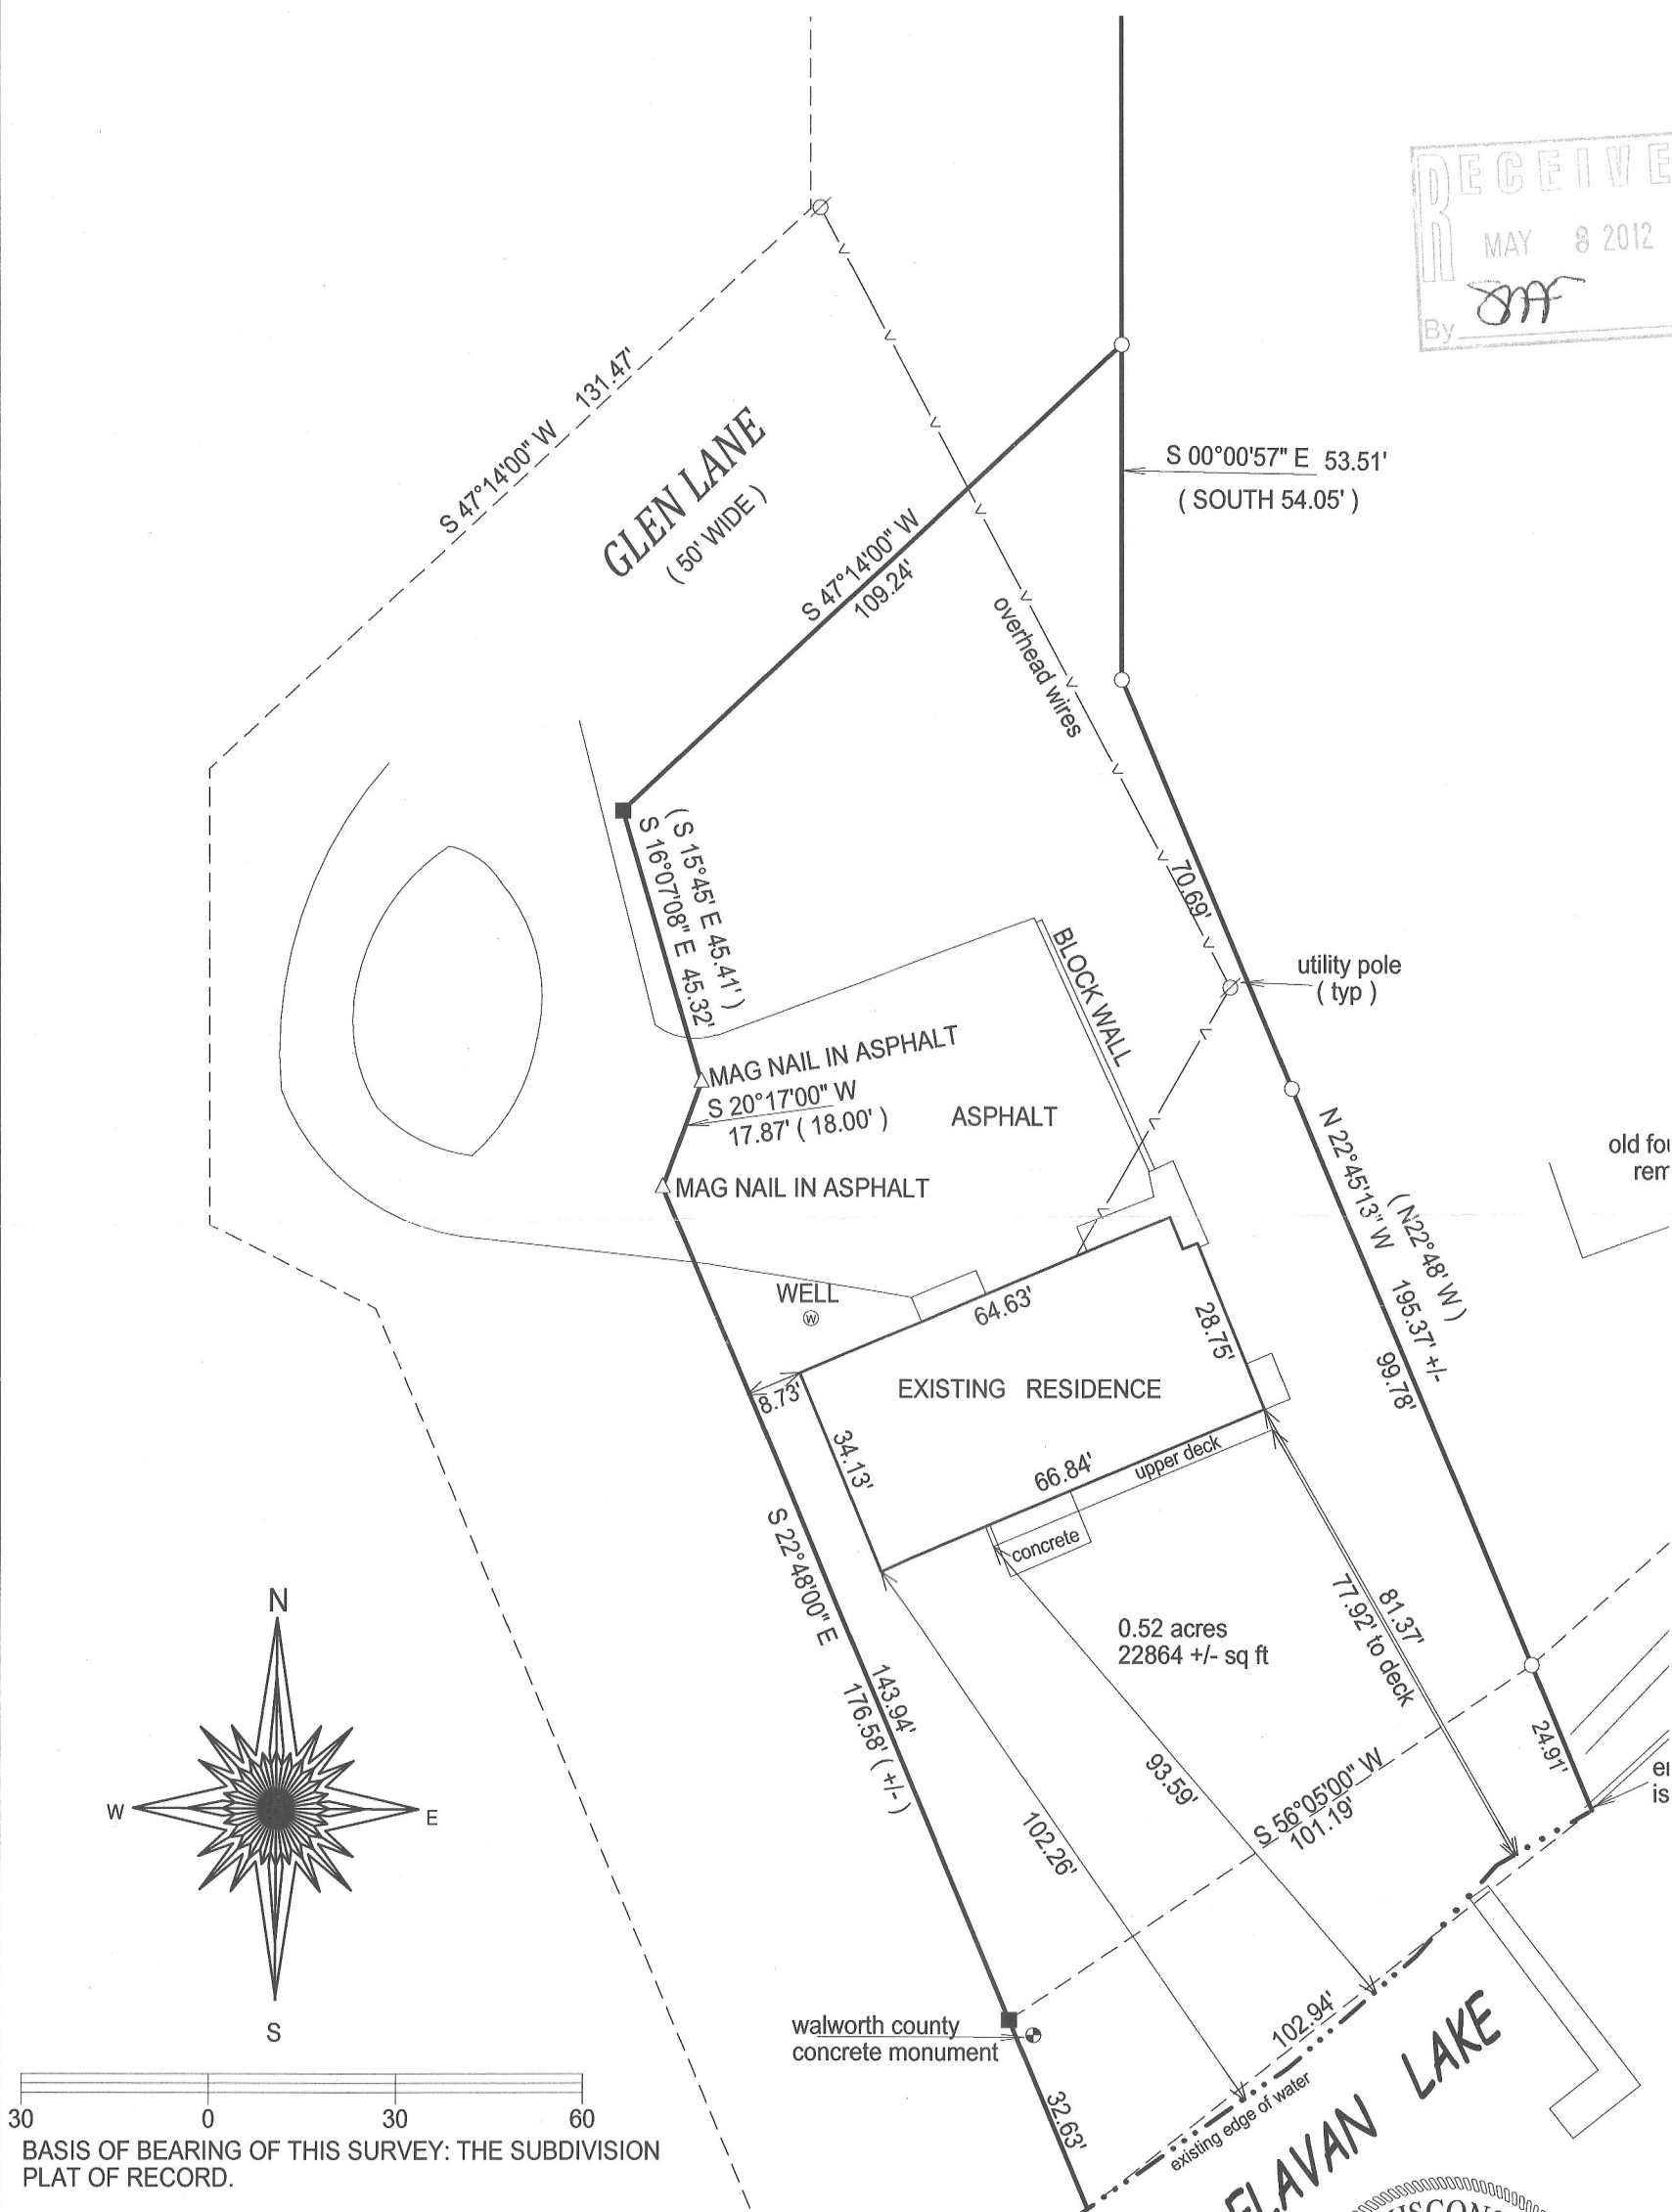 RECEIVE
MAY 8 2012
By
S 47°14'00" W 131.47'
GLEN LANE
( 50' WIDE )
S 47°14'00" W
109.24'
S 00°00'57" E 53.51'
( SOUTH 54.05' )
overhead wires
( S 15°45' E 45.41' )
S 16°07'08" E 45.32'
70.69'
BLOCK WALL
utility pole
( typ )
MAG NAIL IN ASPHALT
S 20°17'00" W
17.87' ( 18.00' )
ASPHALT
MAG NAIL IN ASPHALT
old
N 22°45'13" W 195.37' +/-
( N22°48' W )
99.78'
WELL
W
64.63'
28.75'
8.73'
EXISTING RESIDENCE
34.13'
66.84'
upper deck
concrete
S 22°48'00" E
143.94'
176.58' ( +/- )
0.52 acres
22864 +/- sq ft
81.37'
77.92' to deck
93.59'
102.26'
S 56°05'00" W
101.19'
24.91'
is
N
W
E
S
walworth county
concrete monument
32.63'
102.94'
existing edge of water
ELAVAN LAKE
30 0 30 60
BASIS OF BEARING OF THIS SURVEY: THE SUBDIVISION
PLAT OF RECORD.